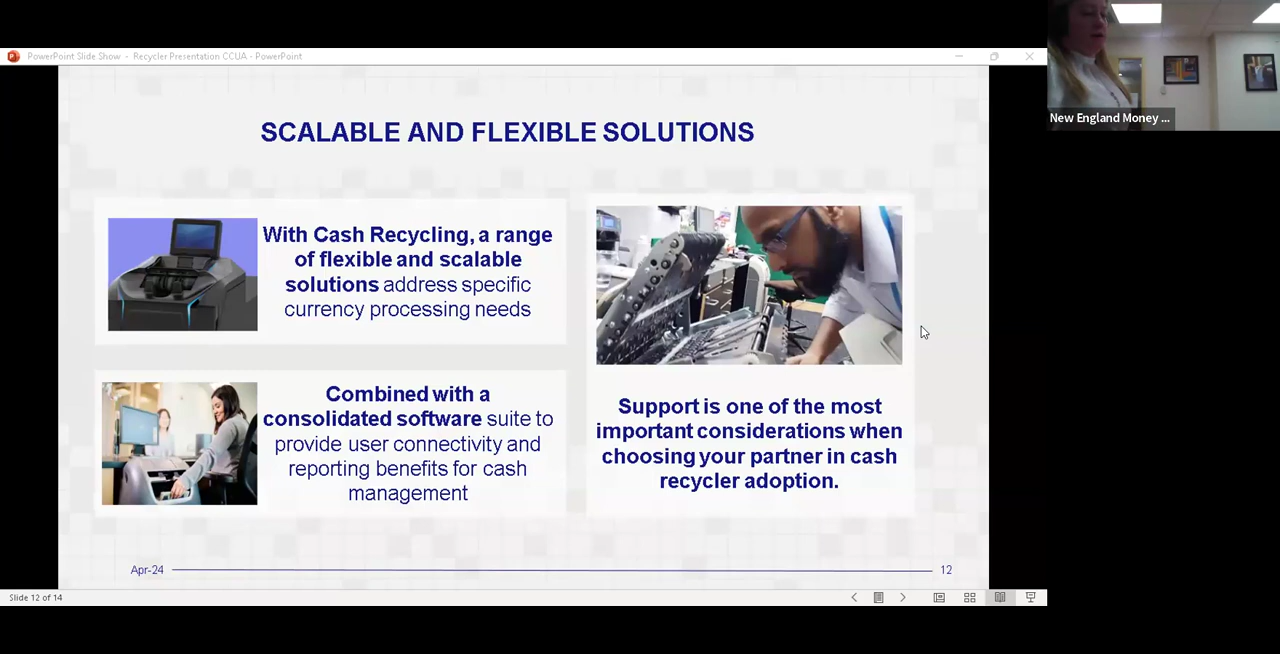 PowerPoint Slide Show - Recycler Presentation CCUA - PowerPoint
New England Money ...
SCALABLE AND FLEXIBLE SOLUTIONS
With Cash Recycling, a range
of flexible and scalable
solutions address specific
currency processing needs
Combined with a
consolidated software suite to
provide user connectivity and
reporting benefits for cash
management
Support is one of the most
important considerations when
choosing your partner in cash
recycler adoption.
Apr-24
12
Slide 12 of 14